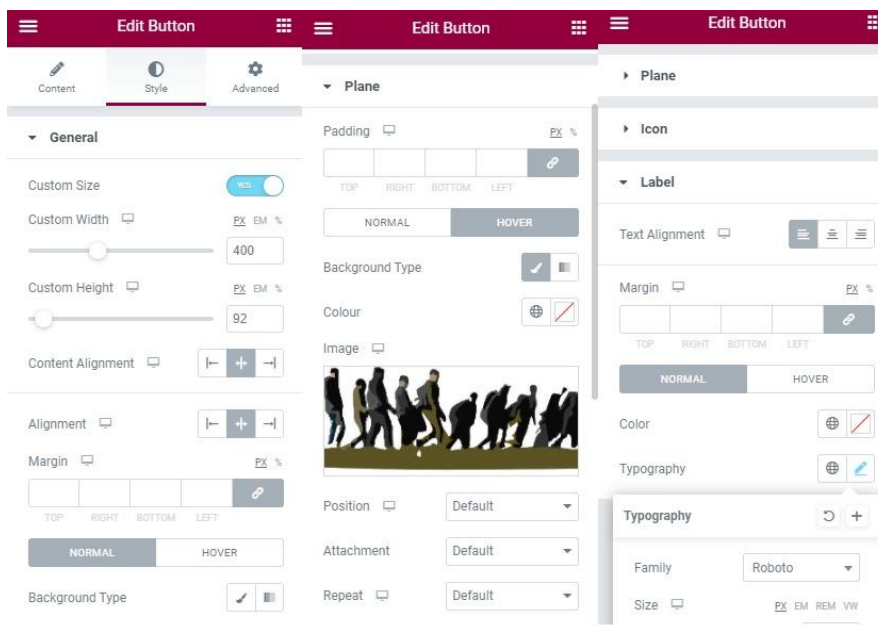 Edit Button
Content
Style
Advanced
General
Custom Size
YES
Custom Width
PX EM %
400
Custom Height
PX EM %
92
Content Alignment
Alignment
Margin
PX %
TOP RIGHT BOTTOM LEFT
NORMAL HOVER
Background Type
Edit Button
Plane
Padding
PX %
TOP RIGHT BOTTOM LEFT
NORMAL HOVER
Background Type
Colour
Image
Position Default
Attachment Default
Repeat Default
Edit Button
Plane
Icon
Label
Text Alignment
Margin
PX %
TOP RIGHT BOTTOM LEFT
NORMAL HOVER
Color
Typography
Typography
Family Roboto
Size PX EM REM VW